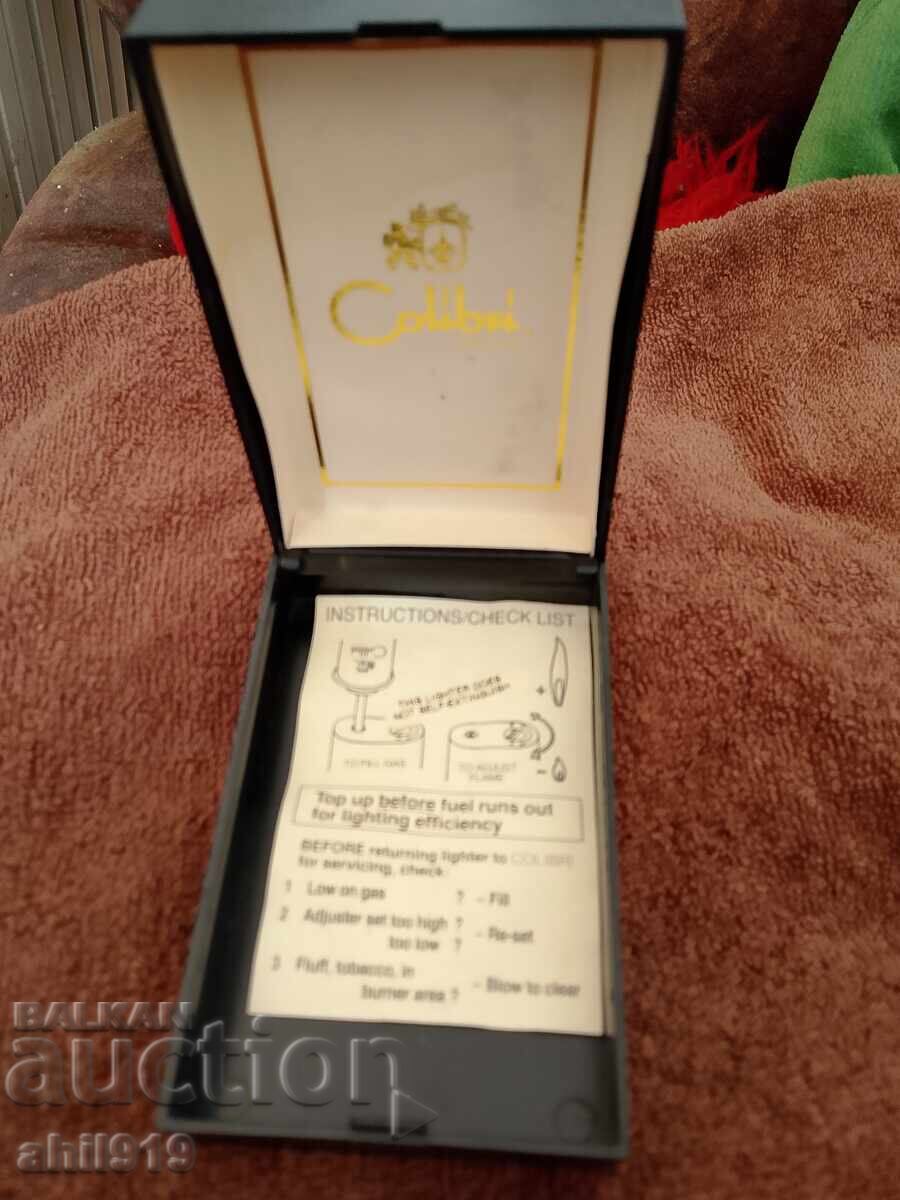 Colibri
INSTRUCTIONS/CHECK LIST
Colibri
THIS LIGHTER DOES
NOT SELF-EXTINGUISH
+
TO FILL GAS
TO ADJUST
FLAME
-
Top up before fuel runs out
for lighting efficiency
BEFORE returning lighter to COLIBRI
for servicing, check:
1 Low on gas ? - Fill
2 Adjuster set too high ?
too low ? - Re-set
3 Fluff, tobacco, in
burner area ? - Blow to clear
BALKAN
auction
ahil919